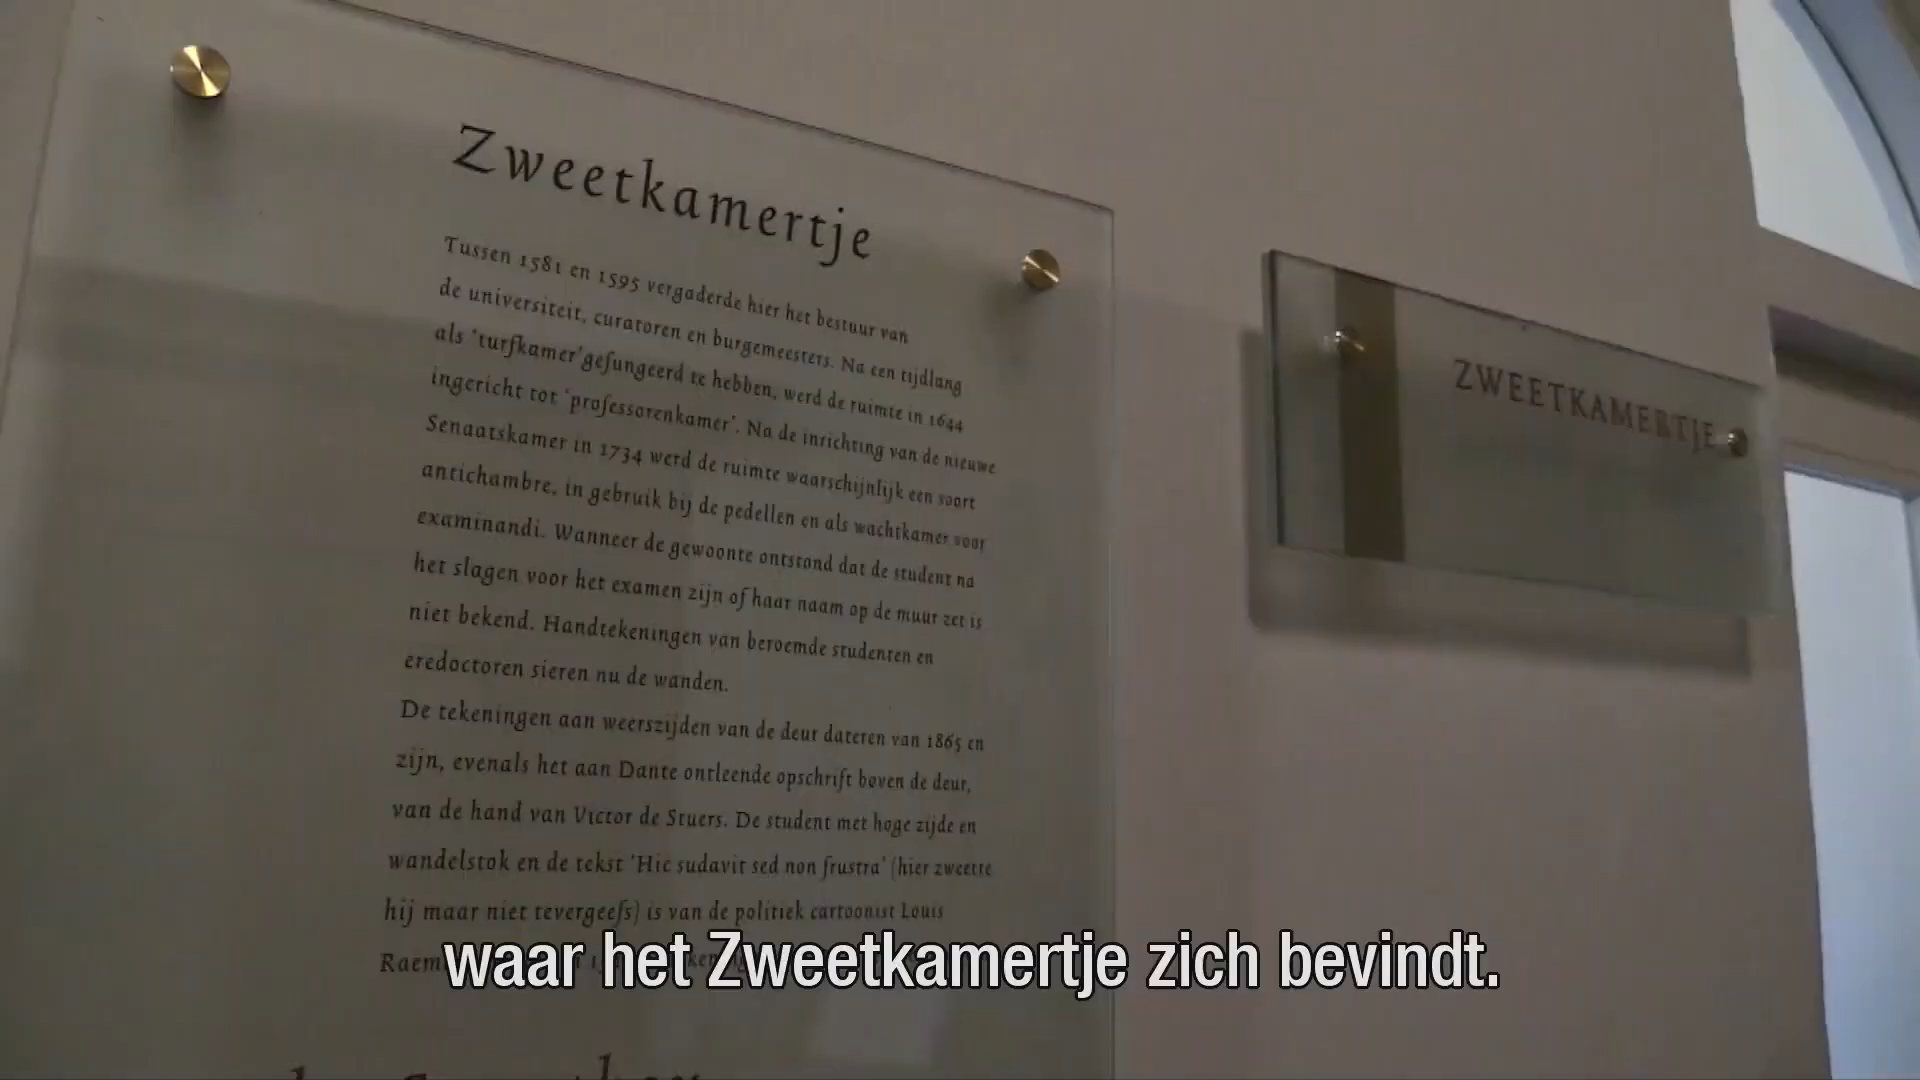 Zweetkamertje
Tussen 1581 en 1595 vergaderde hier het bestuur van
de universiteit, curatoren en burgemeesters. Na een tijdlang
als 'turfkamer' gefungeerd te hebben, werd de ruimte in 1644
ingericht tot 'professorenkamer'. Na de inrichting van de nieuwe
Senaatskamer in 1734 werd de ruimte waarschijnlijk een soort
antichambre, in gebruik bij de pedellen en als wachtkamer voor
examinandi. Wanneer de gewoonte ontstond dat de student na
het slagen voor het examen zijn of haar naam op de muur zet is
niet bekend. Handtekeningen van beroemde studenten en
eredoctoren sieren nu de wanden.
De tekeningen aan weerszijden van de deur dateren van 1865 en
zijn, evenals het aan Dante ontleende opschrift boven de deur,
van de hand van Victor de Stuers. De student met hoge zijde en
wandelstok en de tekst 'Hic sudavit sed non frustra' (hier zweette
hij maar niet tevergeefs) is van de politiek cartoonist Louis
ZWEETKAMERTJE
waar het Zweetkamertje zich bevindt.